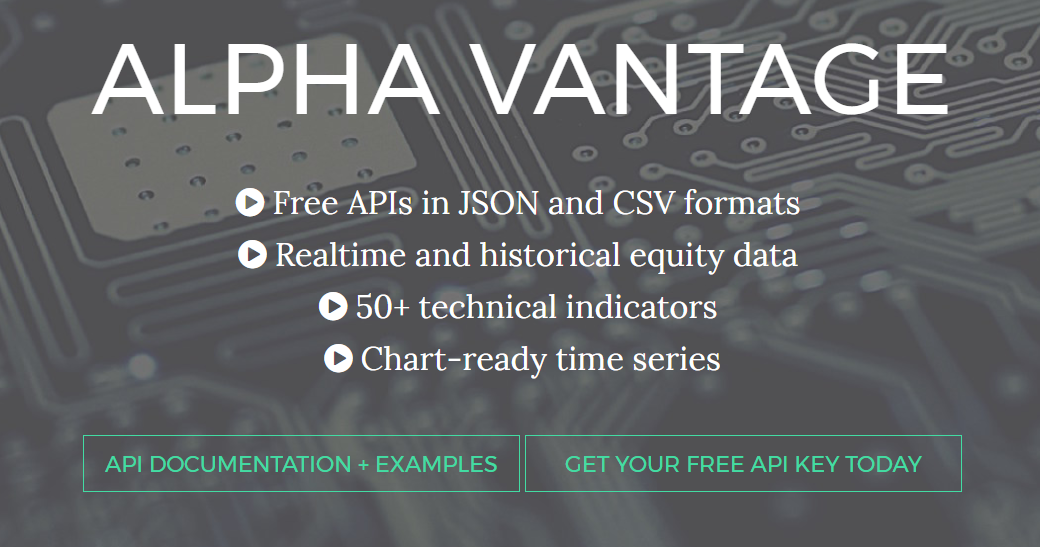 ALPHA VANTAGE
Free APIs in JSON and CSV formats
Realtime and historical equity data
50+ technical indicators
Chart-ready time series
API DOCUMENTATION + EXAMPLES
GET YOUR FREE API KEY TODAY